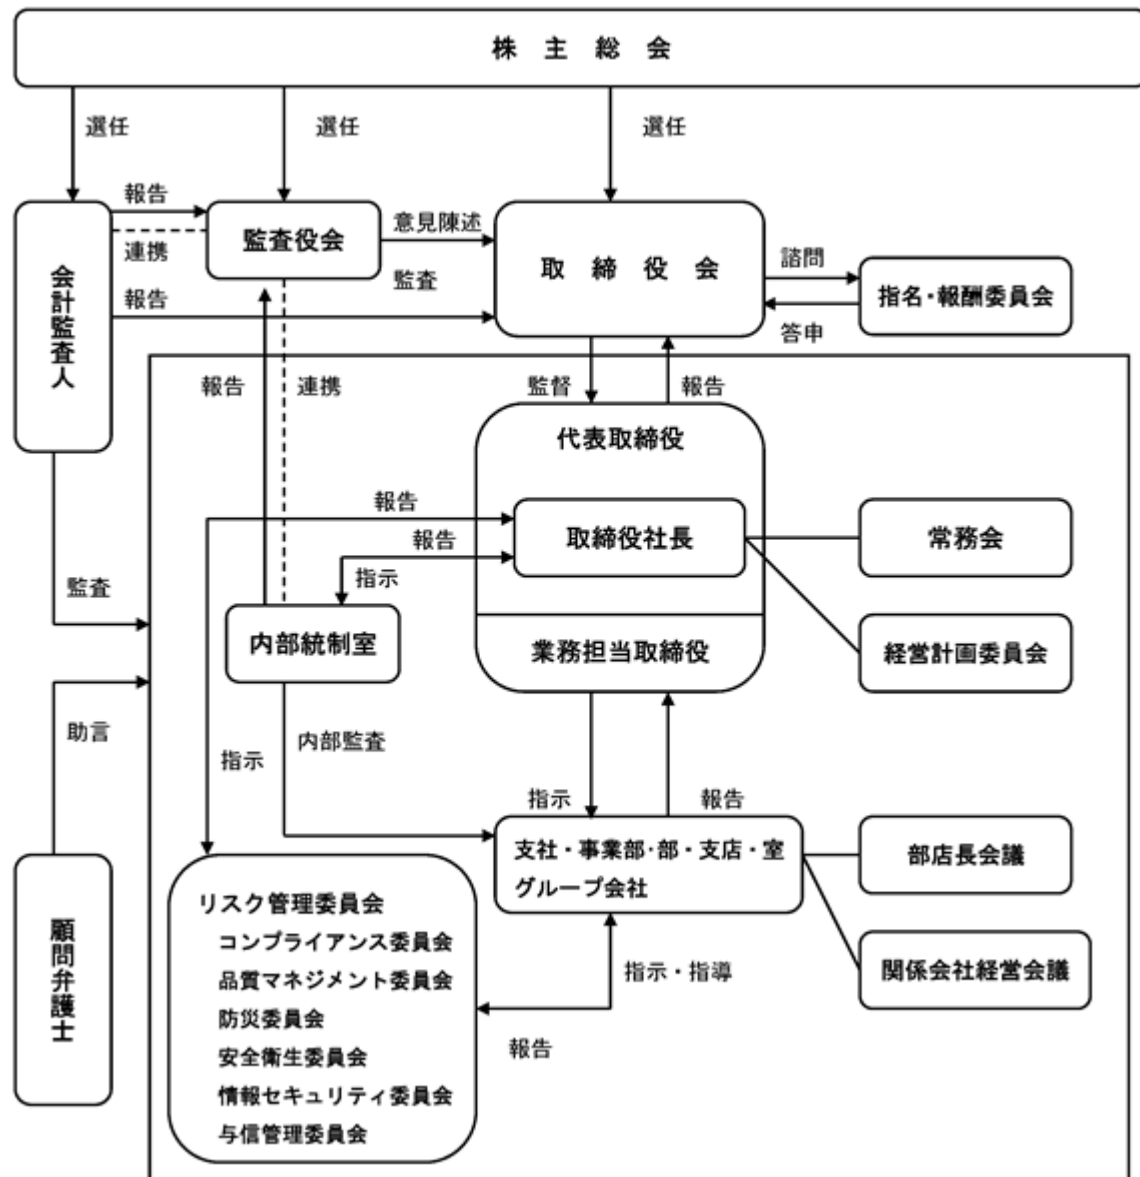 株主総会
選任
選任
選任
報告
連携
報告
会計監査人
監査役会
意見陳述
監査
取締役会
諮問
答申
指名・報酬委員会
報告
連携
監督
報告
代表取締役
報告
報告
指示
取締役社長
常務会
監査
内部統制室
業務担当取締役
経営計画委員会
助言
指示
内部監査
指示
報告
支社・事業部・部・支店・室
グループ会社
部店長会議
顧問弁護士
リスク管理委員会
コンプライアンス委員会
品質マネジメント委員会
防災委員会
安全衛生委員会
情報セキュリティ委員会
与信管理委員会
指示・指導
報告
関係会社経営会議